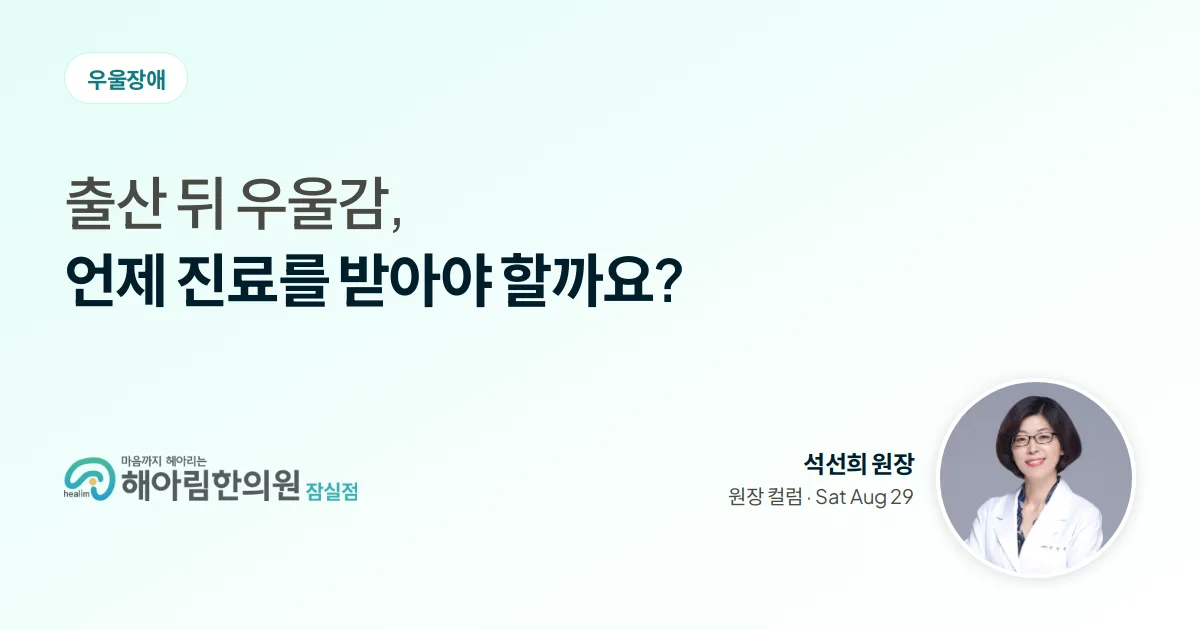 우울장애
출산 뒤 우울감,
언제 진료를 받아야 할까요?
마음까지 헤아리는
healim 해아림한의원 잠실점
석선희 원장
원장 컬럼 · Sat Aug 29